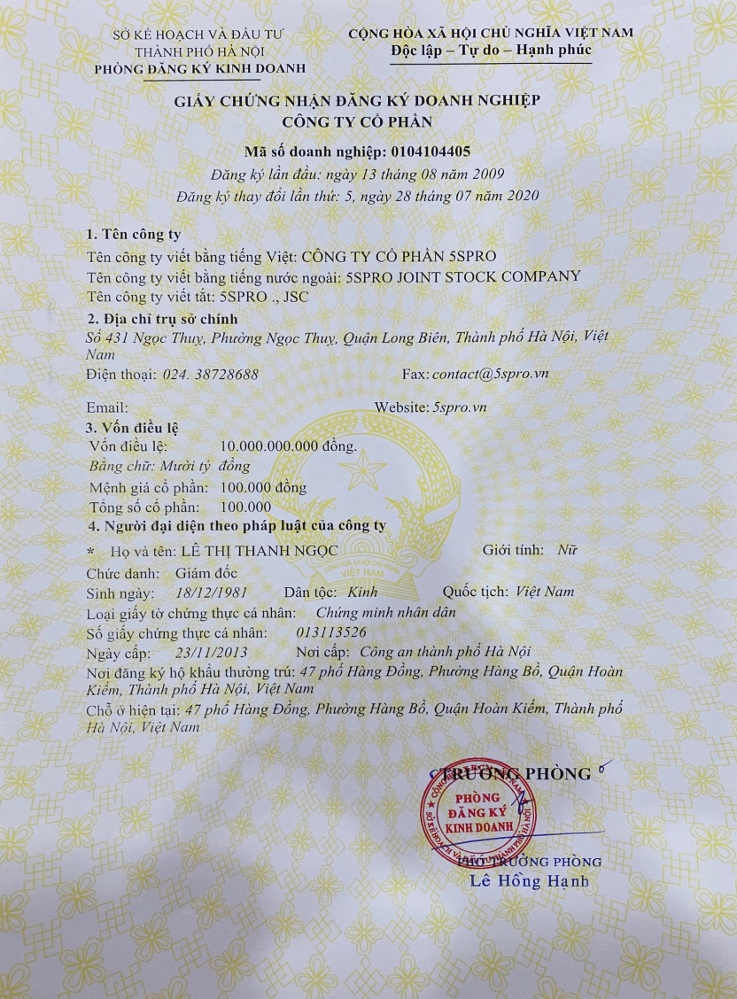 SỞ KẾ HOẠCH VÀ ĐẦU TƯ
THÀNH PHỐ HÀ NỘI
PHÒNG ĐĂNG KÝ KINH DOANH
CỘNG HÒA XÃ HỘI CHỦ NGHĨA VIỆT NAM
Độc lập – Tự do – Hạnh phúc
GIẤY CHỨNG NHẬN ĐĂNG KÝ DOANH NGHIỆP
CÔNG TY CỔ PHẦN
Mã số doanh nghiệp: 0104104405
Đăng ký lần đầu: ngày 13 tháng 08 năm 2009
Đăng ký thay đổi lần thứ: 5, ngày 28 tháng 07 năm 2020
1. Tên công ty
Tên công ty viết bằng tiếng Việt: CÔNG TY CỔ PHẦN 5SPRO
Tên công ty viết bằng tiếng nước ngoài: 5SPRO JOINT STOCK COMPANY
Tên công ty viết tắt: 5SPRO ., JSC
2. Địa chỉ trụ sở chính
Số 431 Ngọc Thuỵ, Phường Ngọc Thuỵ, Quận Long Biên, Thành phố Hà Nội, Việt
Nam
Điện thoại: 024. 38728688 Fax: contact@5spro.vn
Email: Website: 5spro.vn
3. Vốn điều lệ
Vốn điều lệ: 10.000.000.000 đồng.
Bằng chữ: Mười tỷ đồng
Mệnh giá cổ phần: 100.000 đồng
Tổng số cổ phần: 100.000
4. Người đại diện theo pháp luật của công ty
* Họ và tên: LÊ THỊ THANH NGỌC Giới tính: Nữ
Chức danh: Giám đốc
Sinh ngày: 18/12/1981 Dân tộc: Kinh Quốc tịch: Việt Nam
Loại giấy tờ chứng thực cá nhân: Chứng minh nhân dân
Số giấy chứng thực cá nhân: 013113526
Ngày cấp: 23/11/2013 Nơi cấp: Công an thành phố Hà Nội
Nơi đăng ký hộ khẩu thường trú: 47 phố Hàng Đồng, Phường Hàng Bồ, Quận Hoàn
Kiếm, Thành phố Hà Nội, Việt Nam
Chỗ ở hiện tại: 47 phố Hàng Đồng, Phường Hàng Bồ, Quận Hoàn Kiếm, Thành phố
Hà Nội, Việt Nam
TRƯỞNG PHÒNG
PHÒNG
ĐĂNG KÝ
KINH DOANH
SỞ KẾ HOẠCH VÀ ĐẦU TƯ THÀNH PHỐ HÀ NỘI
PHÓ TRƯỞNG PHÒNG
Lê Hồng Hạnh
VIỆT NAM